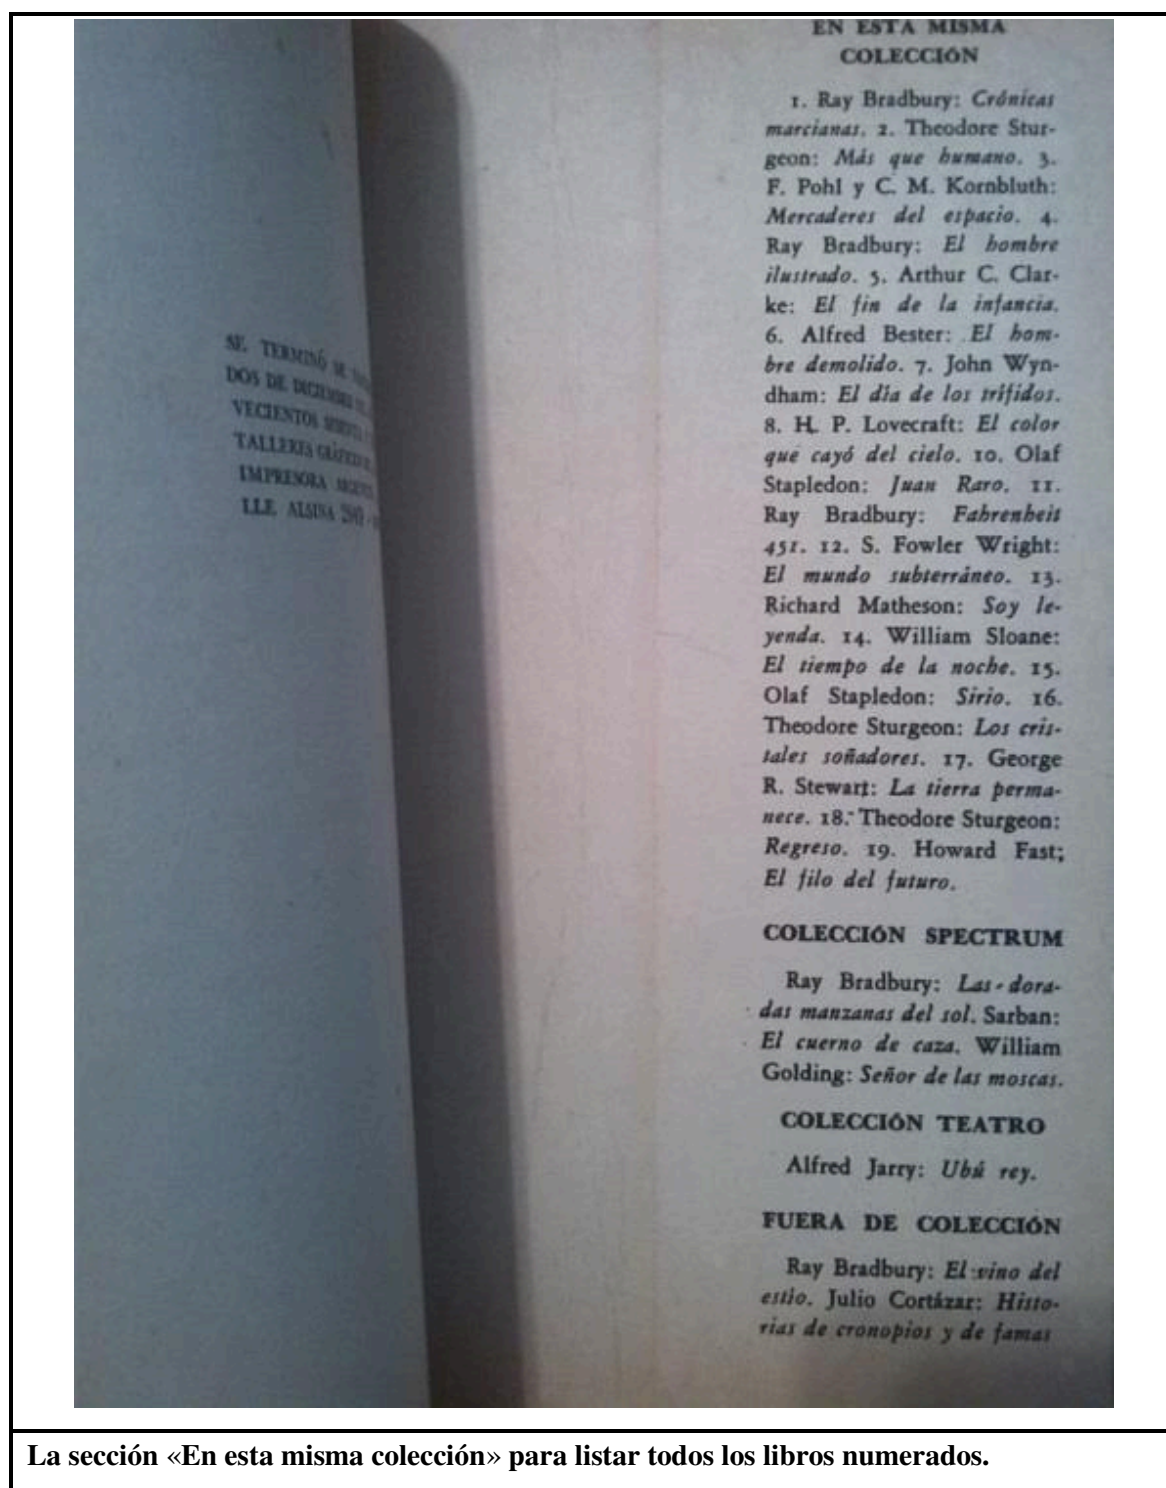 SE TERMINÓ DE
DOS DE DICIEMBRE
VECIENTOS SESENTA
TALLERES GRÁFICOS
IMPRESORA
LLE ALSINA
EN ESTA MISMA
COLECCIÓN
1. Ray Bradbury: Crónicas
marcianas. 2. Theodore Stur-
geon: Más que humano. 3.
F. Pohl y C. M. Kornbluth:
Mercaderes del espacio. 4.
Ray Bradbury: El hombre
ilustrado. 5. Arthur C. Clar-
ke: El fin de la infancia.
6. Alfred Bester: El hom-
bre demolido. 7. John Wyn-
dham: El día de los trífidos.
8. H. P. Lovecraft: El color
que cayó del cielo. 10. Olaf
Stapledon: Juan Raro. 11.
Ray Bradbury: Fahrenheit
451. 12. S. Fowler Wright:
El mundo subterráneo. 13.
Richard Matheson: Soy le-
yenda. 14. William Sloane:
El tiempo de la noche. 15.
Olaf Stapledon: Sirio. 16.
Theodore Sturgeon: Los cris-
tales soñadores. 17. George
R. Stewart: La tierra perma-
nece. 18. Theodore Sturgeon:
Regreso. 19. Howard Fast;
El filo del futuro.
COLECCIÓN SPECTRUM
Ray Bradbury: Las dora-
das manzanas del sol. Sarban:
El cuerno de caza. William
Golding: Señor de las moscas.
COLECCIÓN TEATRO
Alfred Jarry: Ubú rey.
FUERA DE COLECCIÓN
Ray Bradbury: El vino del
estío. Julio Cortázar: Histo-
rias de cronopios y de famas
La sección «En esta misma colección» para listar todos los libros numerados.